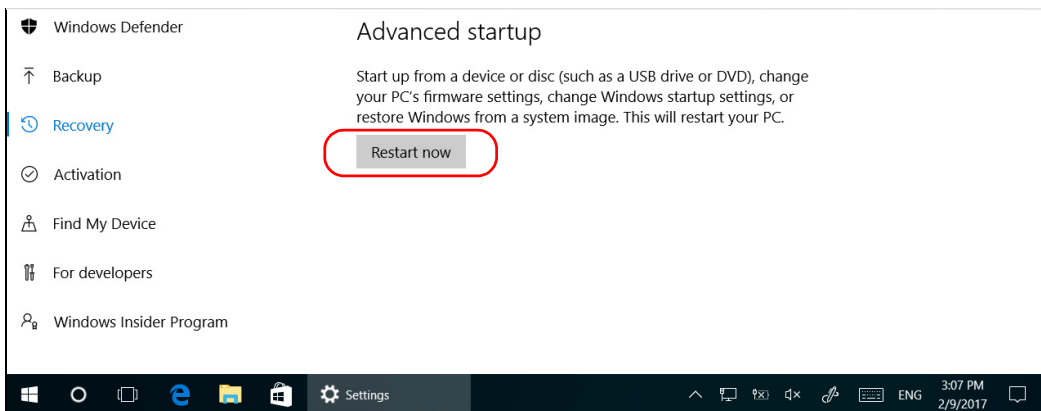 Windows Defender
Backup
Recovery
Activation
Find My Device
For developers
Windows Insider Program
Advanced startup
Start up from a device or disc (such as a USB drive or DVD), change
your PC's firmware settings, change Windows startup settings, or
restore Windows from a system image. This will restart your PC.
Restart now
Settings
ENG
3:07 PM
2/9/2017